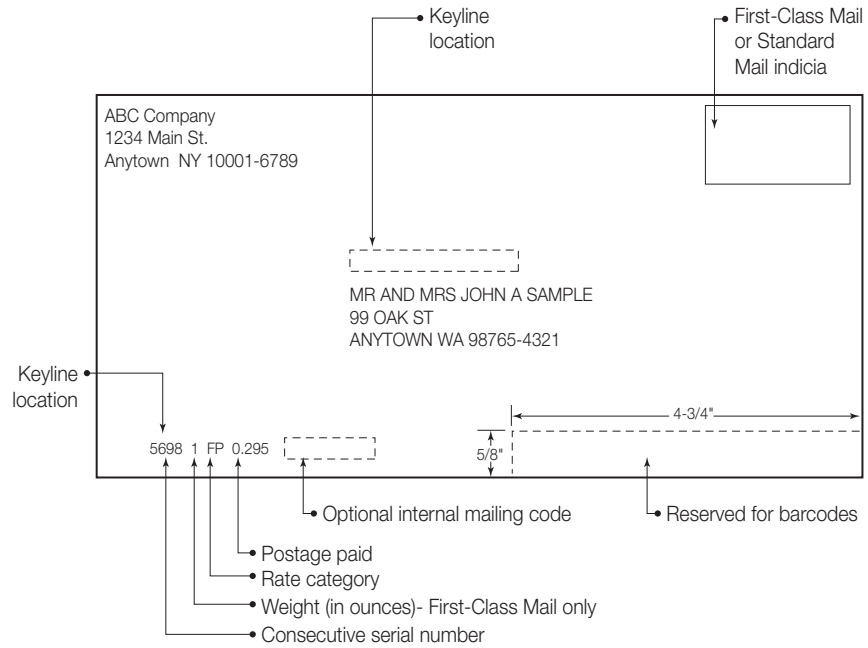 Keyline
location
First-Class Mail
or Standard
Mail indicia
ABC Company
1234 Main St.
Anytown NY 10001-6789
MR AND MRS JOHN A SAMPLE
99 OAK ST
ANYTOWN WA 98765-4321
Keyline
location
4-3/4"
5698 1 FP 0.295
5/8"
Optional internal mailing code
Reserved for barcodes
Postage paid
Rate category
Weight (in ounces)- First-Class Mail only
Consecutive serial number